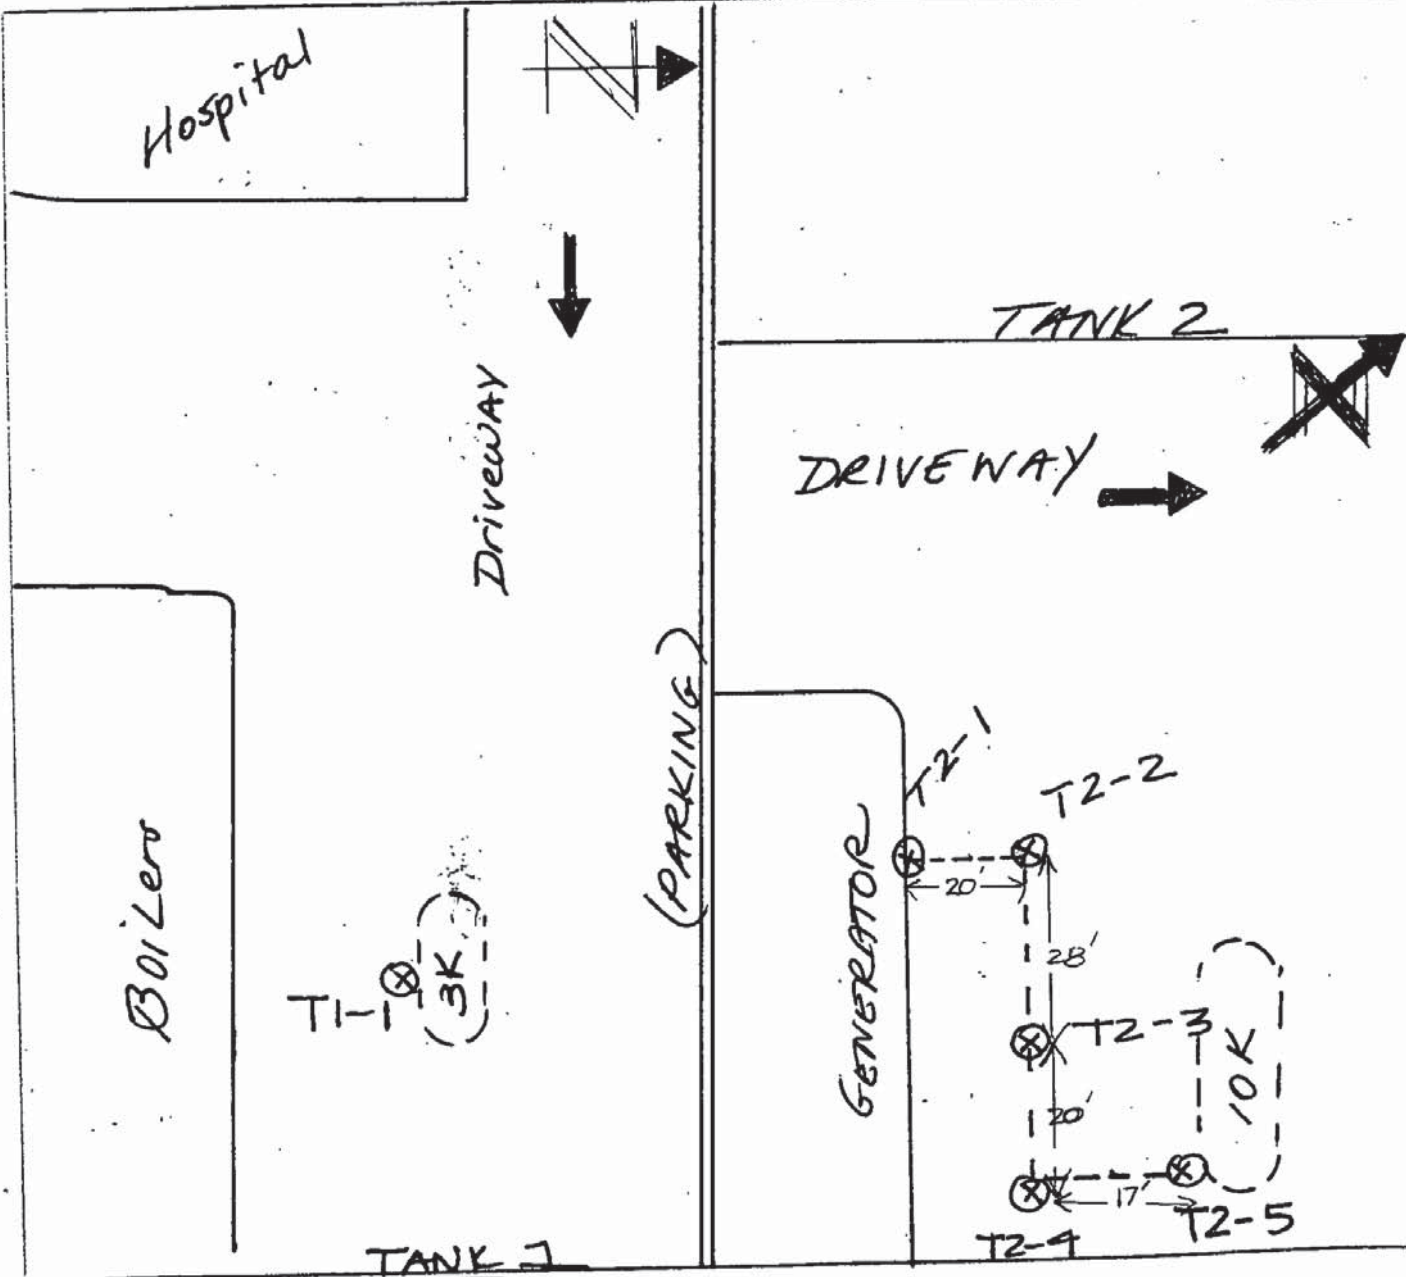 Hospital
N
Driveway
(PARKING)
Boilero
T1-1
3K
TANK 1
TANK 2
N
DRIVEWAY
T2-1
T2-2
20'
GENERATOR
28'
T2-3
10K
20'
17'
T2-4
T2-5